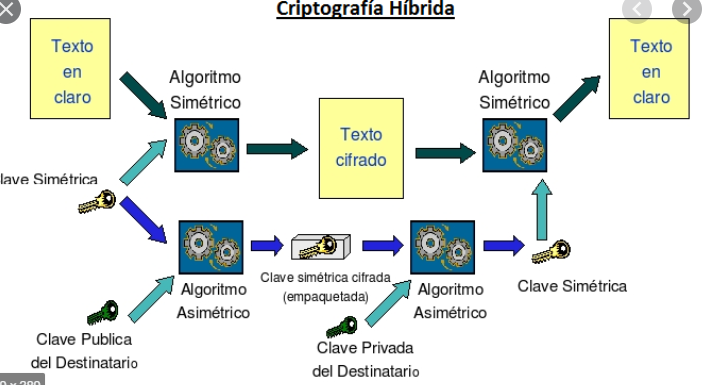 Criptografía Híbrida
Texto
en
claro
Algoritmo
Simétrico
Texto
cifrado
Algoritmo
Simétrico
Texto
en
claro
lave Simétrica
Algoritmo
Asimétrico
Clave simétrica cifrada
(empaquetada)
Algoritmo
Asimétrico
Clave Simétrica
Clave Publica
del Destinatario
Clave Privada
del Destinatario